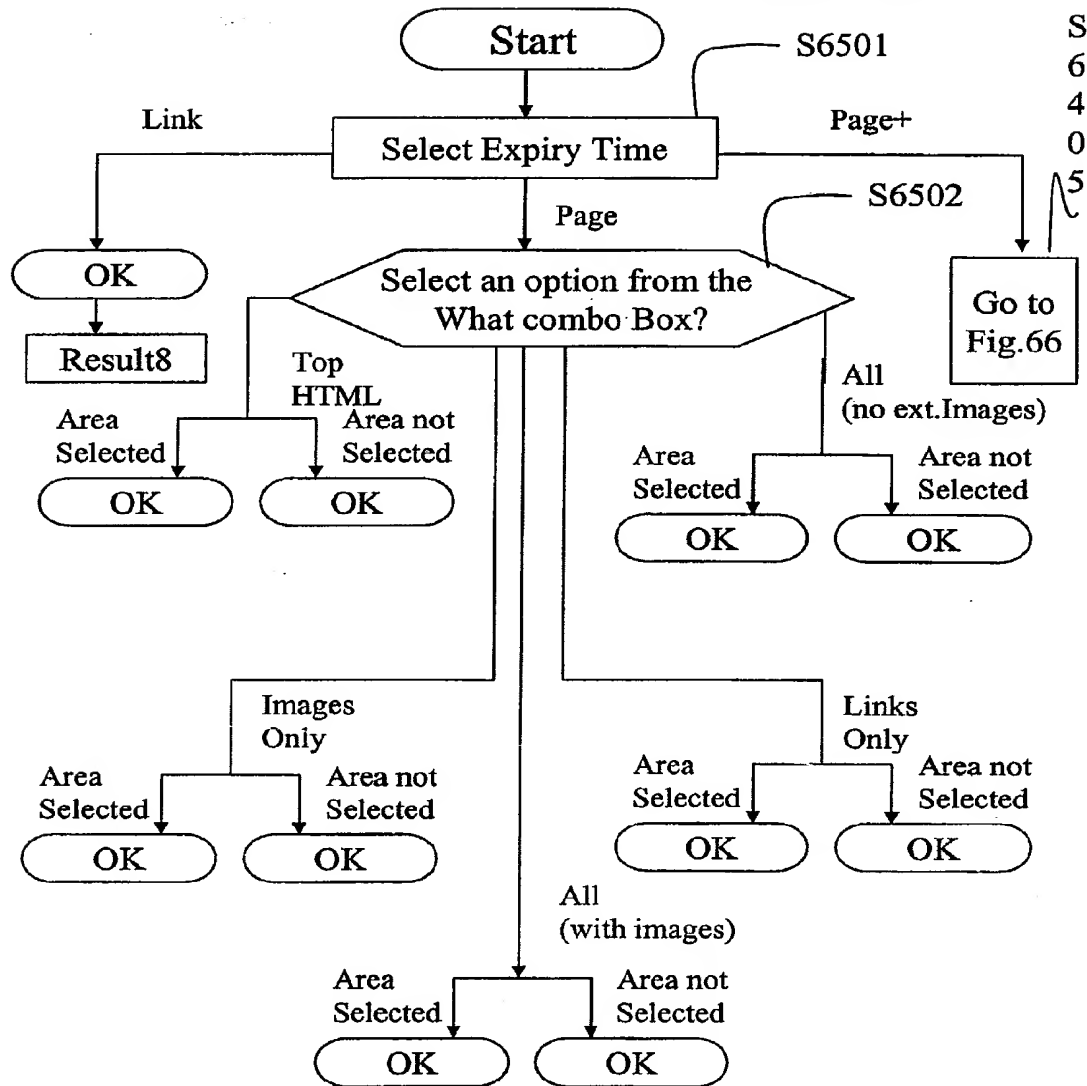 Start
S6501
S
6
4
0
5
Link
Page+
Select Expiry Time
Page
S6502
OK
Select an option from the
What combo Box?
Go to
Fig.66
Result8
Top
HTML
All
(no ext.Images)
Area
Selected
Area not
Selected
OK
OK
Area
Selected
Area not
Selected
OK
OK
Images
Only
Links
Only
Area
Selected
Area not
Selected
OK
OK
Area
Selected
Area not
Selected
OK
OK
All
(with images)
Area
Selected
Area not
Selected
OK
OK